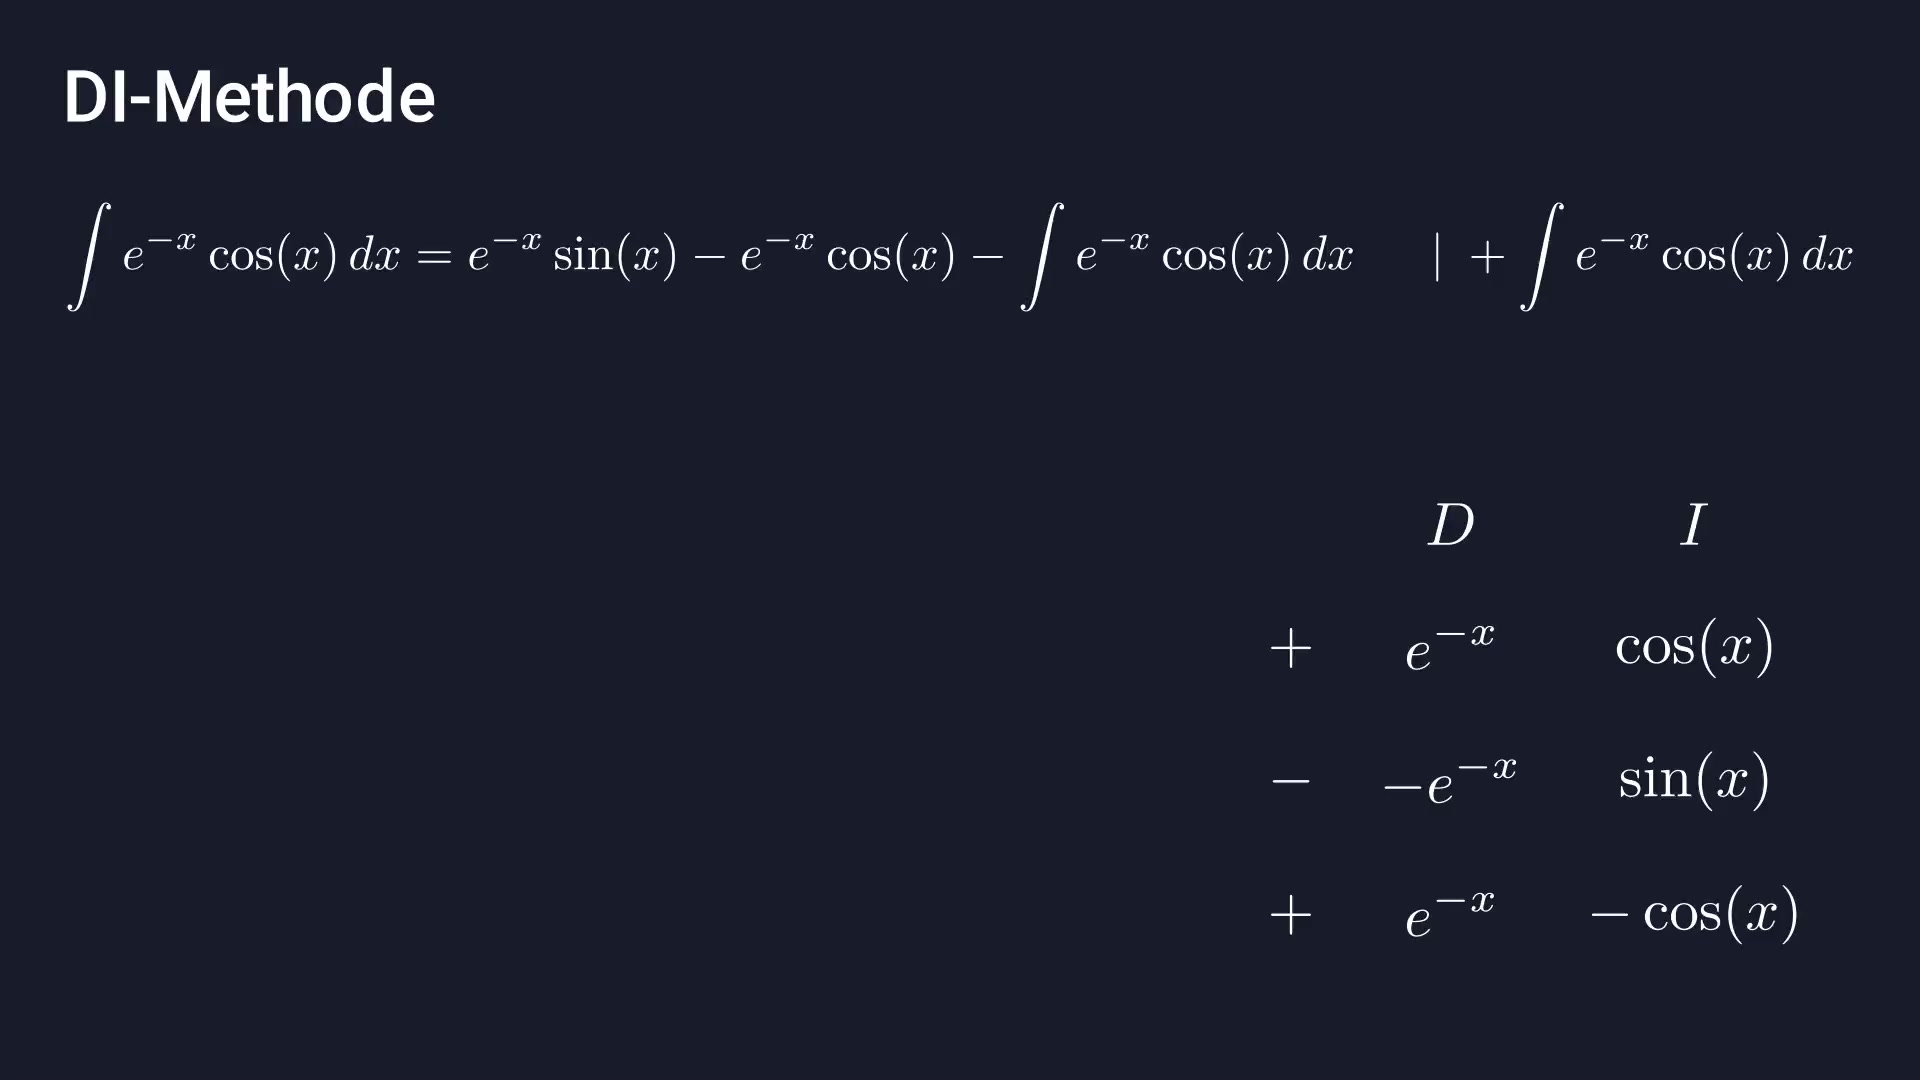 DI-Methode
∫ e^{-x} cos(x) dx = e^{-x} sin(x) − e^{-x} cos(x) − ∫ e^{-x} cos(x) dx | + ∫ e^{-x} cos(x) dx
D I
+ e^{-x} cos(x)
− −e^{-x} sin(x)
+ e^{-x} − cos(x)